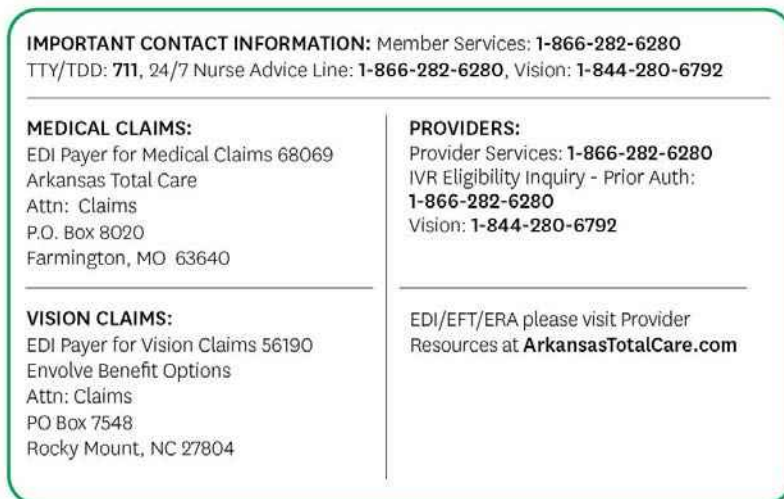 IMPORTANT CONTACT INFORMATION: Member Services: 1-866-282-6280
TTY/TDD: 711, 24/7 Nurse Advice Line: 1-866-282-6280, Vision: 1-844-280-6792
MEDICAL CLAIMS:
EDI Payer for Medical Claims 68069
Arkansas Total Care
Attn: Claims
P.O. Box 8020
Farmington, MO 63640
PROVIDERS:
Provider Services: 1-866-282-6280
IVR Eligibility Inquiry - Prior Auth:
1-866-282-6280
Vision: 1-844-280-6792
VISION CLAIMS:
EDI Payer for Vision Claims 56190
Envolve Benefit Options
Attn: Claims
PO Box 7548
Rocky Mount, NC 27804
EDI/EFT/ERA please visit Provider
Resources at ArkansasTotalCare.com